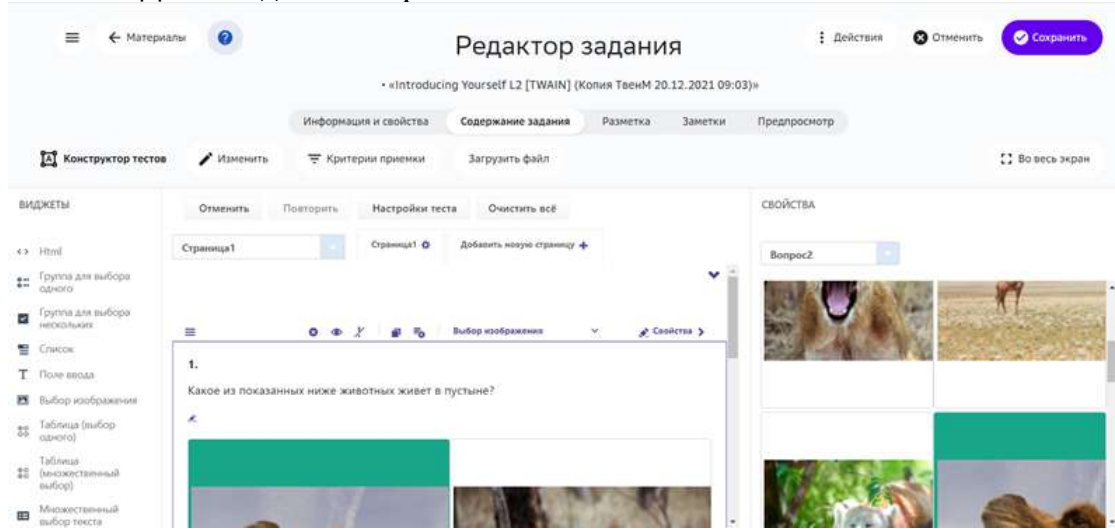 Материалы
?
Редактор задания
Действия
Отменить
Сохранить
• «Introducing Yourself L2 [TWAIN] (Копия ТвенМ 20.12.2021 09:03)»
Информация и свойства
Содержание задания
Разметка
Заметки
Предпросмотр
Конструктор тестов
Изменить
Критерии приемки
Загрузить файл
Во весь экран
ВИДЖЕТЫ
Html
Группа для выбора
одного
Группа для выбора
нескольких
Список
Поле ввода
Выбор изображения
Таблица (выбор
одного)
Таблица
(множественный
выбор)
Множественный
выбор текста
Отменить
Повторить
Настройки теста
Очистить всё
Страница1
Страница1
Добавить новую страницу
Выбор изображения
Свойства
1.
Какое из показанных ниже животных живет в пустыне?
СВОЙСТВА
Вопрос2